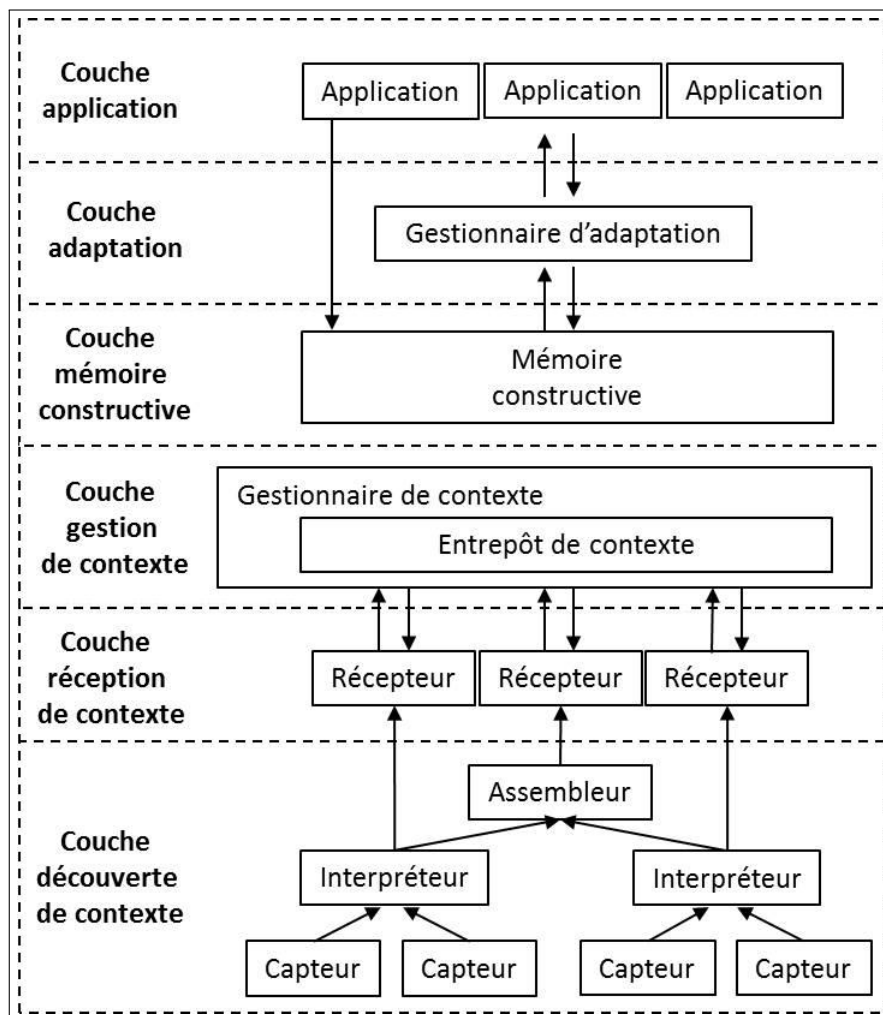 Couche
application
Application
Application
Application
Couche
adaptation
Gestionnaire d'adaptation
Couche
mémoire
constructive
Mémoire
constructive
Couche
gestion
de contexte
Gestionnaire de contexte
Entrepôt de contexte
Couche
réception
de contexte
Récepteur
Récepteur
Récepteur
Couche
découverte
de contexte
Assembleur
Interpréteur
Interpréteur
Capteur
Capteur
Capteur
Capteur